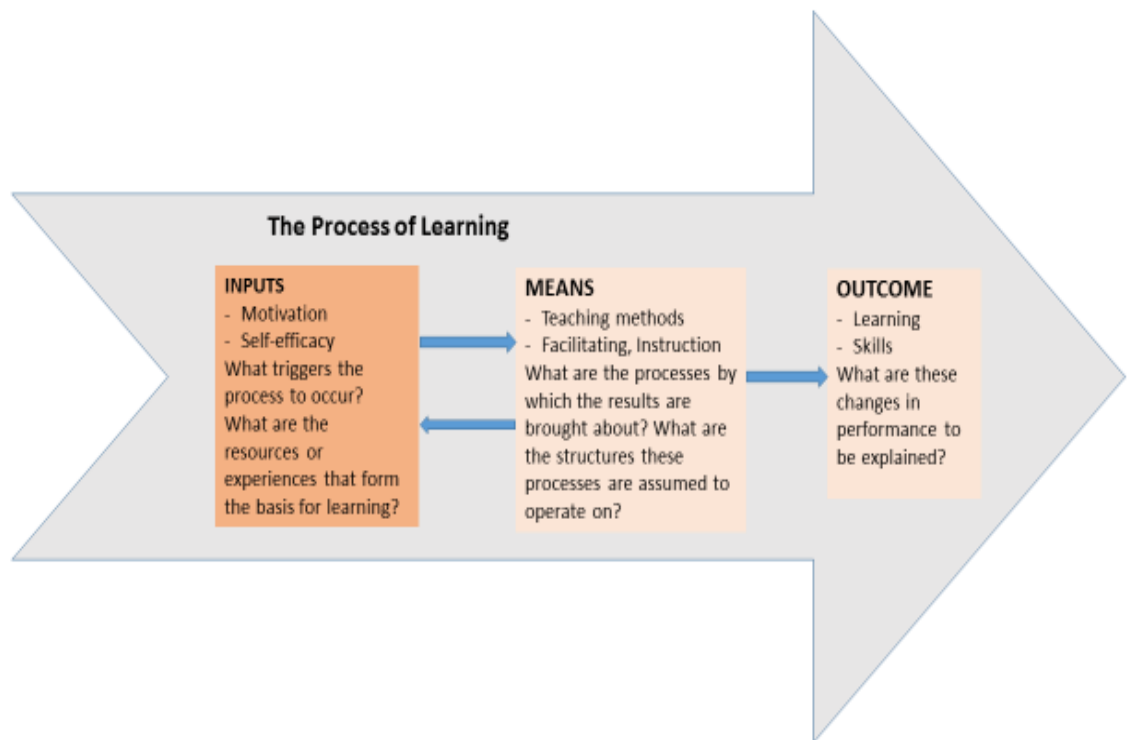 The Process of Learning
INPUTS
- Motivation
- Self-efficacy
What triggers the
process to occur?
What are the
resources or
experiences that form
the basis for learning?
MEANS
- Teaching methods
- Facilitating, Instruction
What are the processes by
which the results are
brought about? What are
the structures these
processes are assumed to
operate on?
OUTCOME
- Learning
- Skills
What are these
changes in
performance to
be explained?